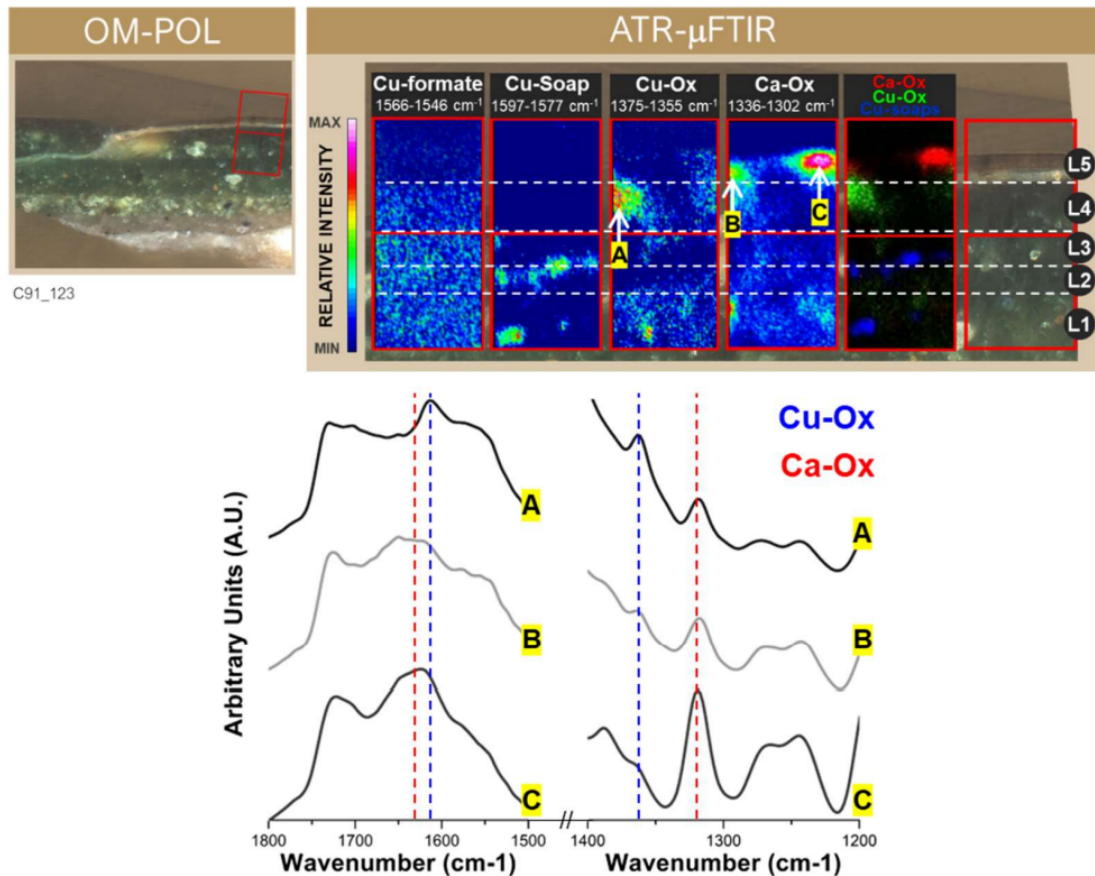 OM-POL
ATR-μFTIR
C91_123
MAX
RELATIVE INTENSITY
MIN
Cu-formate
1566-1546 cm⁻¹
Cu-Soap
1597-1577 cm⁻¹
Cu-Ox
1375-1355 cm⁻¹
Ca-Ox
1336-1302 cm⁻¹
Ca-Ox
Cu-Ox
Cu-soaps
A
B
C
L5
L4
L3
L2
L1
Cu-Ox
Ca-Ox
Arbitrary Units (A.U.)
A
A
B
B
C
C
1800
1700
1600
1500
//
1400
1300
1200
Wavenumber (cm-1)
Wavenumber (cm-1)